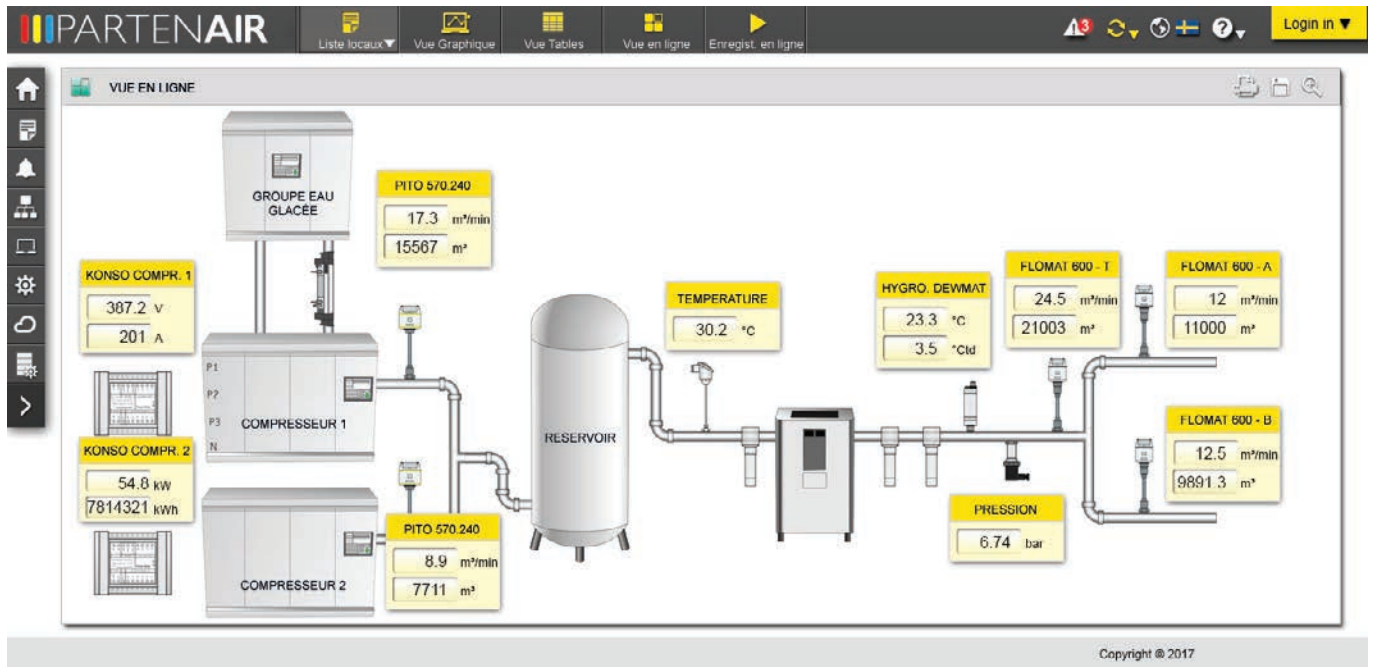 PARTENAIR
Liste locaux▼
Vue Graphique
Vue Tables
Vue en ligne
Enregist. en ligne
3
?
Login in ▼
VUE EN LIGNE
GROUPE EAU
GLACÉE
PITO 570.240
17.3 m³/min
15567 m³
KONSO COMPR. 1
387.2 V
201 A
P1
P2
P3
N
COMPRESSEUR 1
KONSO COMPR. 2
54.8 kW
7814321 kWh
COMPRESSEUR 2
PITO 570.240
8.9 m³/min
7711 m³
RESERVOIR
TEMPERATURE
30.2 °C
HYGRO. DEWMAT
23.3 °C
3.5 °Ctd
FLOMAT 600 - T
24.5 m³/min
21003 m³
FLOMAT 600 - A
12 m³/min
11000 m³
FLOMAT 600 - B
12.5 m³/min
9891.3 m³
PRESSION
6.74 bar
Copyright © 2017